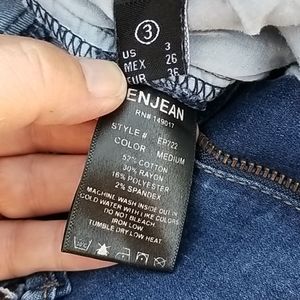 3
US 3
MEX 26
EUR 36
ENJEAN
RN# 149017
STYLE #: EP722
COLOR: MEDIUM
57% COTTON
30% RAYON
16% POLYESTER
2% SPANDEX
MACHINE WASH INSIDE OUT IN
COLD WATER WITH LIKE COLORS
DO NOT BLEACH
IRON LOW
TUMBLE DRY LOW HEAT